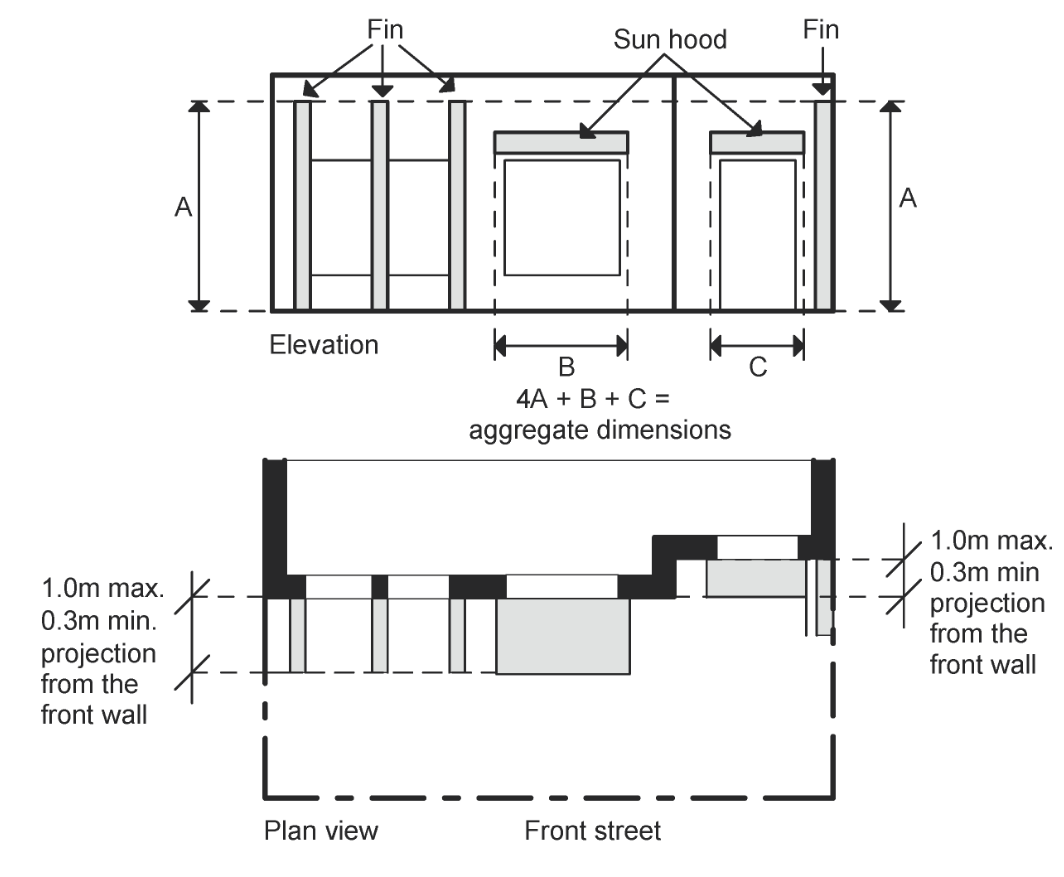 Fin
Sun hood
Fin
A
A
Elevation
B
C
4A + B + C =
aggregate dimensions
1.0m max.
0.3m min.
projection
from the
front wall
1.0m max.
0.3m min
projection
from the
front wall
Plan view
Front street